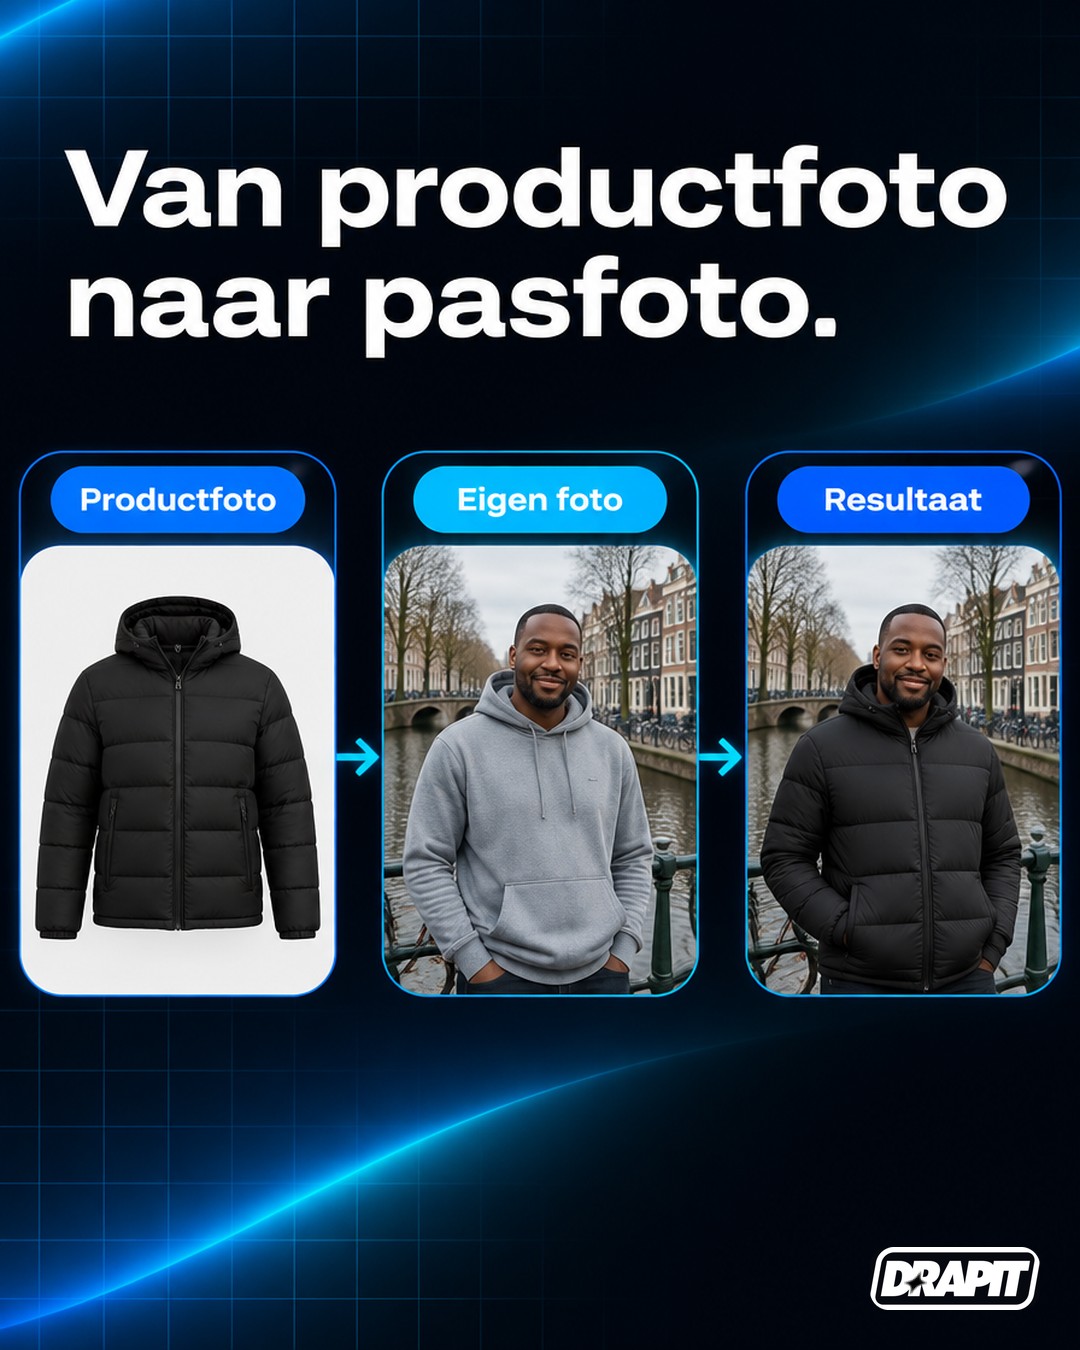 Van productfoto
naar pasfoto.
Productfoto
Eigen foto
Resultaat
DRAPIT